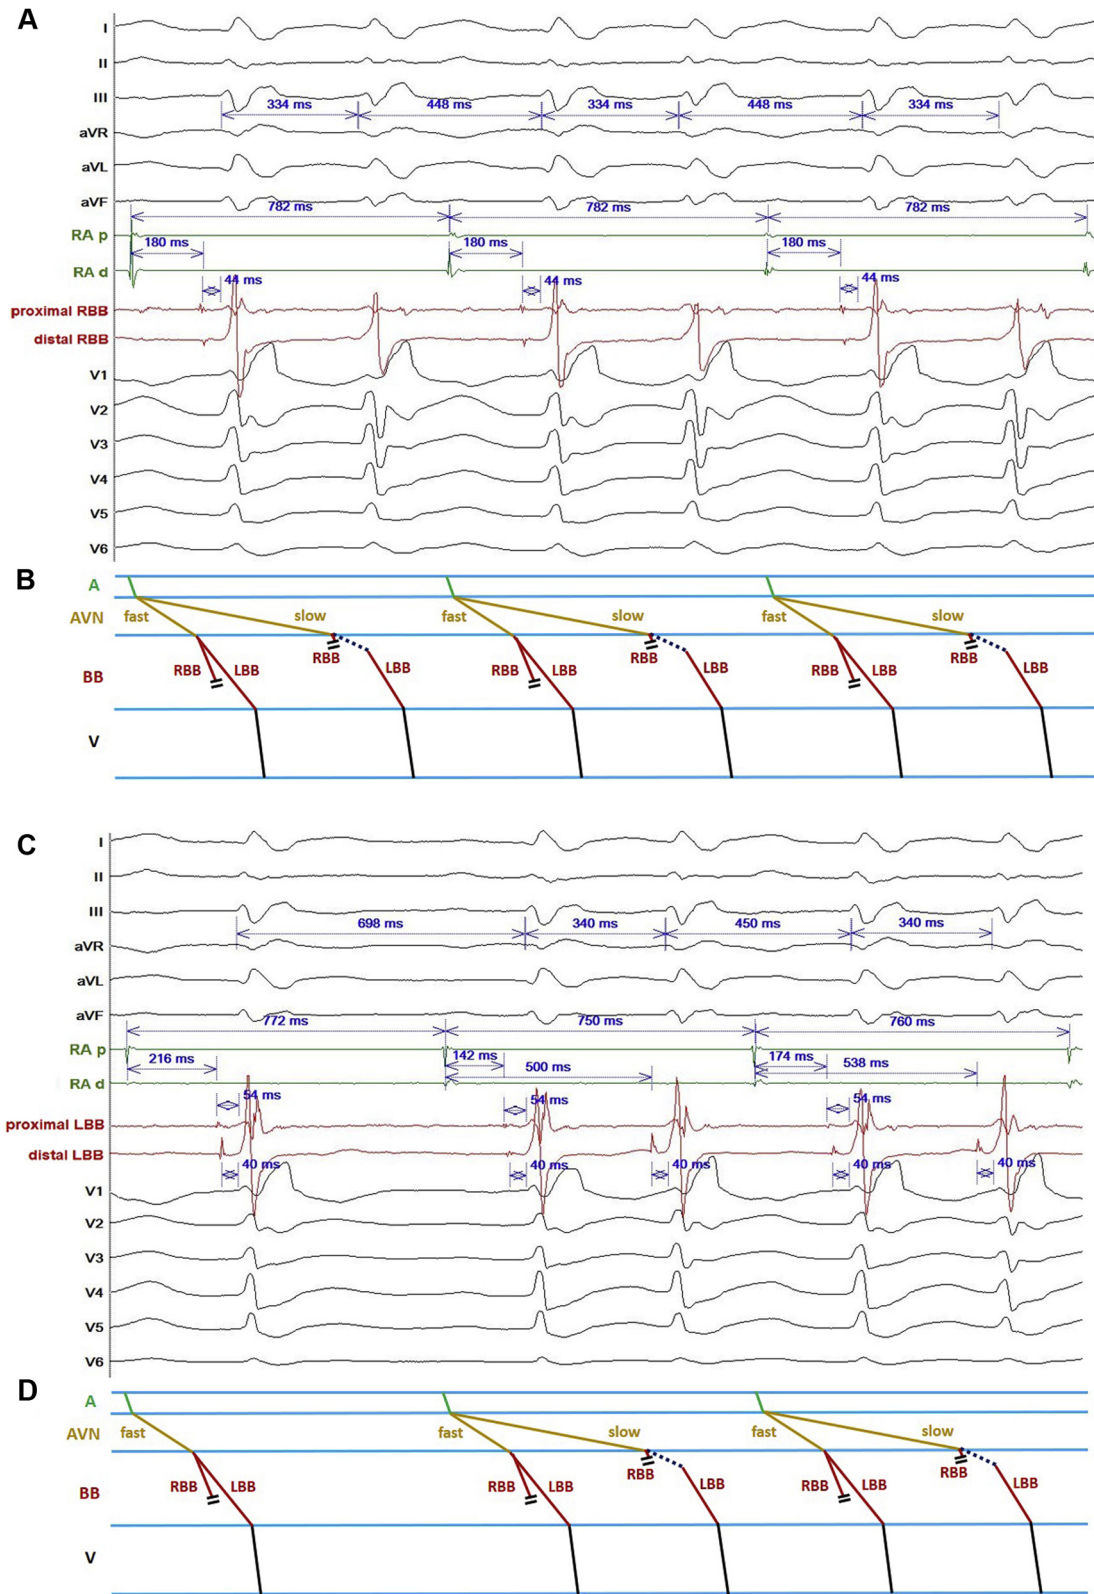 A
I
II
III
334 ms 448 ms 334 ms 448 ms 334 ms
aVR
aVL
aVF
782 ms 782 ms 782 ms
RA p
180 ms 180 ms 180 ms
RA d
44 ms 44 ms 44 ms
proximal RBB
distal RBB
V1
V2
V3
V4
V5
V6
B
A
AVN fast slow fast slow fast slow
BB RBB LBB RBB LBB RBB LBB RBB LBB RBB LBB RBB LBB
V
C
I
II
III
698 ms 340 ms 450 ms 340 ms
aVR
aVL
aVF
772 ms 750 ms 760 ms
RA p
216 ms 142 ms 500 ms 174 ms 538 ms
RA d
54 ms 54 ms 54 ms
proximal LBB
distal LBB
40 ms 40 ms 40 ms 40 ms 40 ms
V1
V2
V3
V4
V5
V6
D
A
AVN fast fast slow fast slow
BB RBB LBB RBB LBB RBB LBB RBB LBB RBB LBB
V